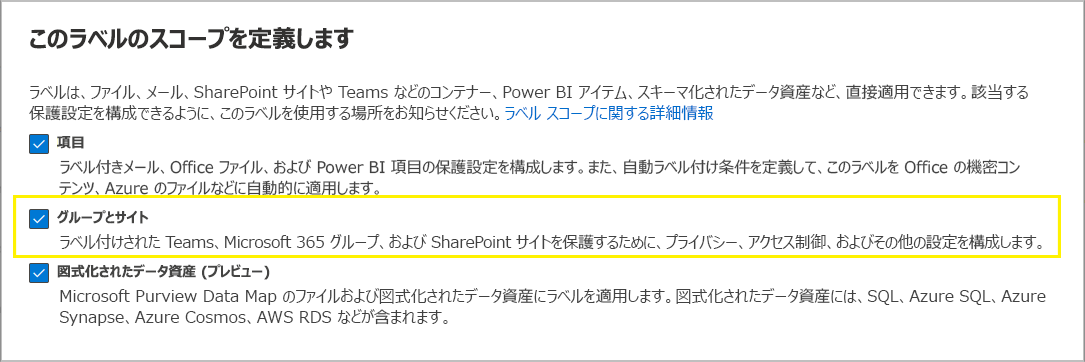 このラベルのスコープを定義します
ラベルは、ファイル、メール、SharePoint サイトや Teams などのコンテナー、Power BI アイテム、スキーマ化されたデータ資産など、直接適用できます。該当する
保護設定を構成できるように、このラベルを使用する場所をお知らせください。ラベル スコープに関する詳細情報
項目
ラベル付きメール、Office ファイル、および Power BI 項目の保護設定を構成します。また、自動ラベル付け条件を定義して、このラベルを Office の機密コン
テンツ、Azure のファイルなどに自動的に適用します。
グループとサイト
ラベル付けされた Teams、Microsoft 365 グループ、および SharePoint サイトを保護するために、プライバシー、アクセス制御、およびその他の設定を構成します。
図式化されたデータ資産 (プレビュー)
Microsoft Purview Data Map のファイルおよび図式化されたデータ資産にラベルを適用します。図式化されたデータ資産には、SQL、Azure SQL、Azure
Synapse、Azure Cosmos、AWS RDS などが含まれます。